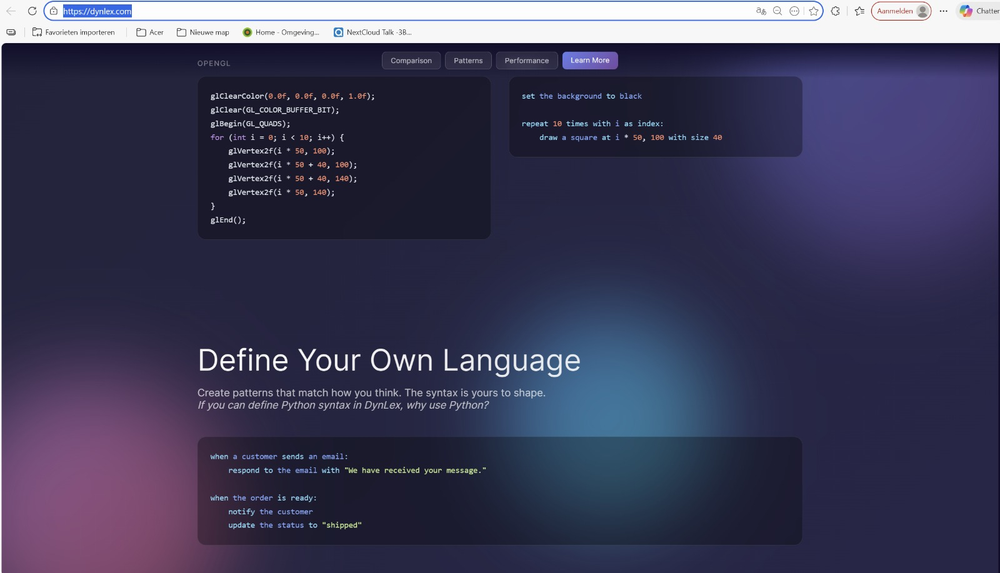 https://dynlex.com
Aanmelden
Chatter
Favorieten importeren
Acer
Nieuwe map
Home - Omgeving...
NextCloud Talk -3B...
Comparison
Patterns
Performance
Learn More
OPENGL
glClearColor(0.0f, 0.0f, 0.0f, 1.0f);
glClear(GL_COLOR_BUFFER_BIT);
glBegin(GL_QUADS);
for (int i = 0; i < 10; i++) {
    glVertex2f(i * 50, 100);
    glVertex2f(i * 50 + 40, 100);
    glVertex2f(i * 50 + 40, 140);
    glVertex2f(i * 50, 140);
}
glEnd();
set the background to black
repeat 10 times with i as index:
    draw a square at i * 50, 100 with size 40
Define Your Own Language
Create patterns that match how you think. The syntax is yours to shape.
If you can define Python syntax in DynLex, why use Python?
when a customer sends an email:
    respond to the email with "We have received your message."
when the order is ready:
    notify the customer
    update the status to "shipped"